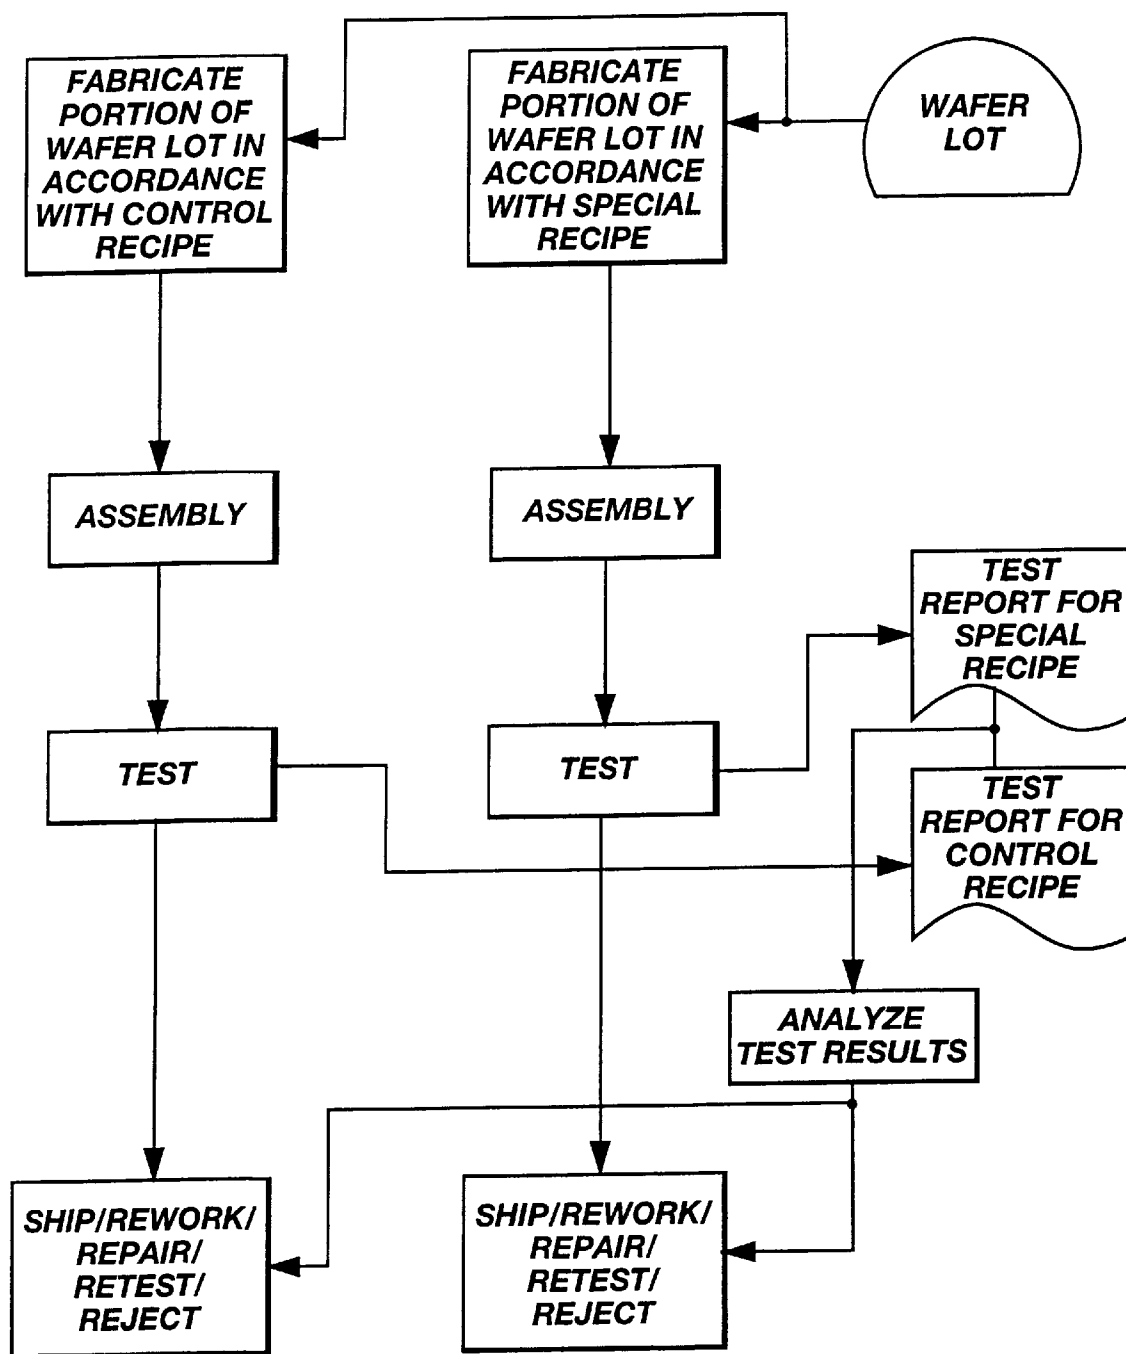 FABRICATE
PORTION OF
WAFER LOT IN
ACCORDANCE
WITH CONTROL
RECIPE
FABRICATE
PORTION OF
WAFER LOT IN
ACCORDANCE
WITH SPECIAL
RECIPE
WAFER
LOT
ASSEMBLY
ASSEMBLY
TEST
REPORT FOR
SPECIAL
RECIPE
TEST
TEST
TEST
REPORT FOR
CONTROL
RECIPE
ANALYZE
TEST RESULTS
SHIP/REWORK/
REPAIR/
RETEST/
REJECT
SHIP/REWORK/
REPAIR/
RETEST/
REJECT